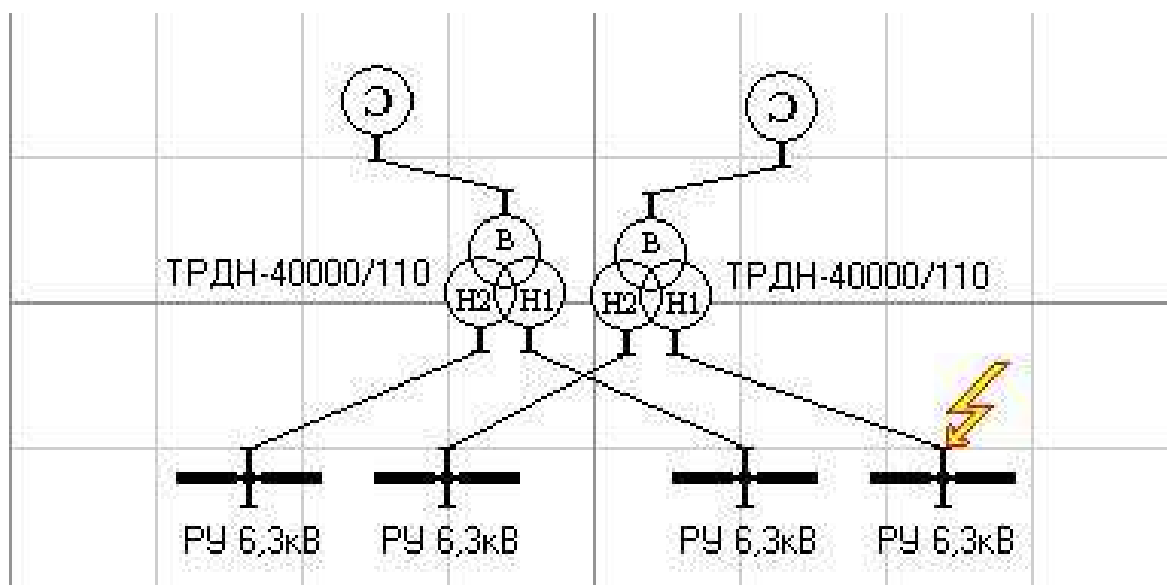 С С
В В
ТРДН-40000/110 Н2 Н1 Н2 Н1 ТРДН-40000/110
РУ 6,3кВ РУ 6,3кВ РУ 6,3кВ РУ 6,3кВ